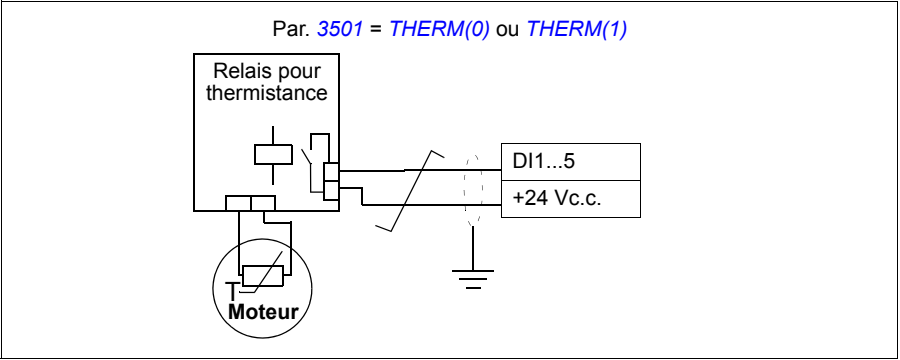 Par. 3501 = THERM(0) ou THERM(1)
Relais pour
thermistance
DI1...5
+24 Vc.c.
T
Moteur